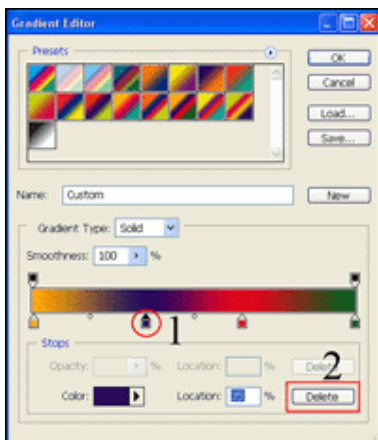 Gradient Editor
Presets
OK
Cancel
Load...
Save...
Name: Custom
New
Gradient Type: Solid
Smoothness: 100 %
1
Stops
Opacity: % Location: % Delete
2
Color: Location: % Delete